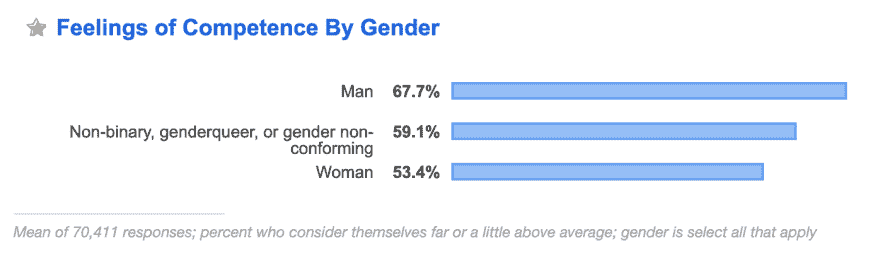 Feelings of Competence By Gender
Man 67.7%
Non-binary, genderqueer, or gender non-
conforming 59.1%
Woman 53.4%
Mean of 70,411 responses; percent who consider themselves far or a little above average; gender is select all that apply